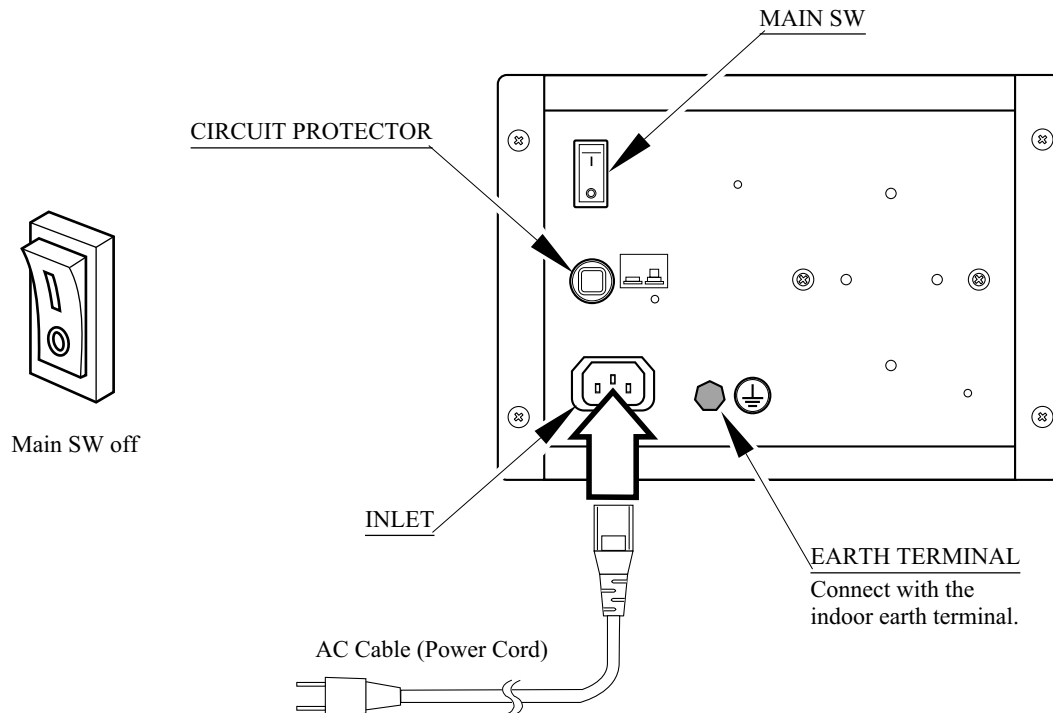 MAIN SW
CIRCUIT PROTECTOR
Main SW off
INLET
EARTH TERMINAL
Connect with the
indoor earth terminal.
AC Cable (Power Cord)